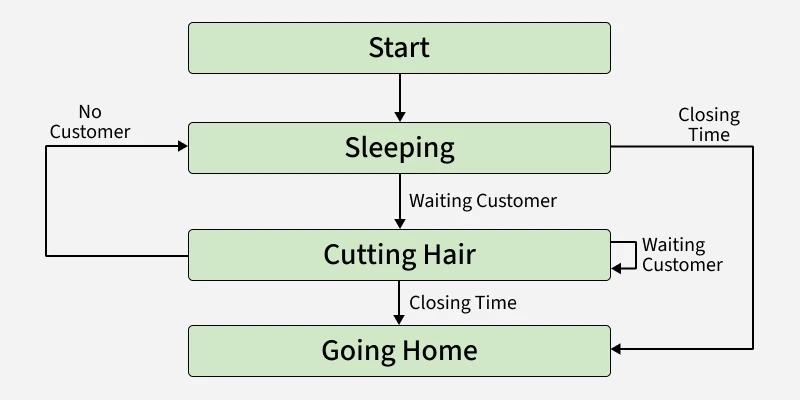 Start
No
Customer
Closing
Time
Sleeping
Waiting Customer
Cutting Hair
Waiting
Customer
Closing Time
Going Home